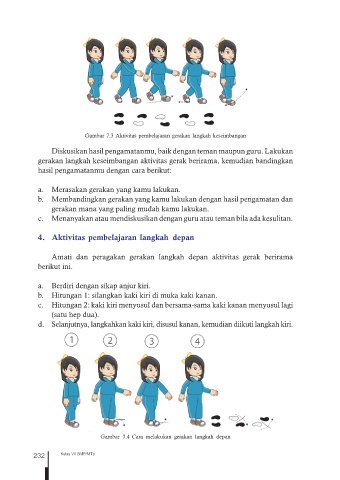 Gambar 7.3 Aktivitas pembelajaran gerakan langkah keseimbangan
Diskusikan hasil pengamatanmu, baik dengan teman maupun guru. Lakukan
gerakan langkah keseimbangan aktivitas gerak berirama, kemudian bandingkan
hasil pengamatanmu dengan cara berikut:
a. Merasakan gerakan yang kamu lakukan.
b. Membandingkan gerakan yang kamu lakukan dengan hasil pengamatan dan
gerakan mana yang paling mudah kamu lakukan.
c. Menanyakan atau mendiskusikan dengan guru atau teman bila ada kesulitan.
4. Aktivitas pembelajaran langkah depan
Amati dan peragakan gerakan langkah depan aktivitas gerak berirama
berikut ini.
a. Berdiri dengan sikap anjur kiri.
b. Hitungan 1: silangkan kaki kiri di muka kaki kanan.
c. Hitungan 2: kaki kiri menyusul dan bersama-sama kaki kanan menyusul lagi
(satu hep dua).
d. Selanjutnya, langkahkan kaki kiri, disusul kanan, kemudian diikuti langkah kiri.
1 2 3 4
Gambar 7.4 Cara melakukan gerakan langkah depan
232 Kelas VII SMP/MTs